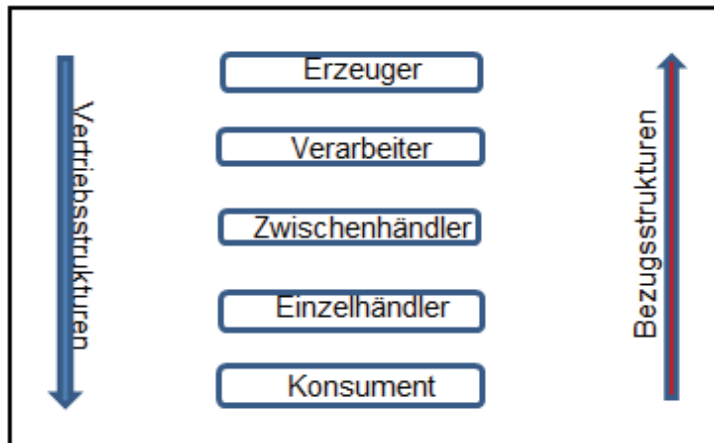 Erzeuger
Vertriebsstrukturen
Verarbeiter
Zwischenhändler
Einzelhändler
Konsument
Bezugsstrukturen